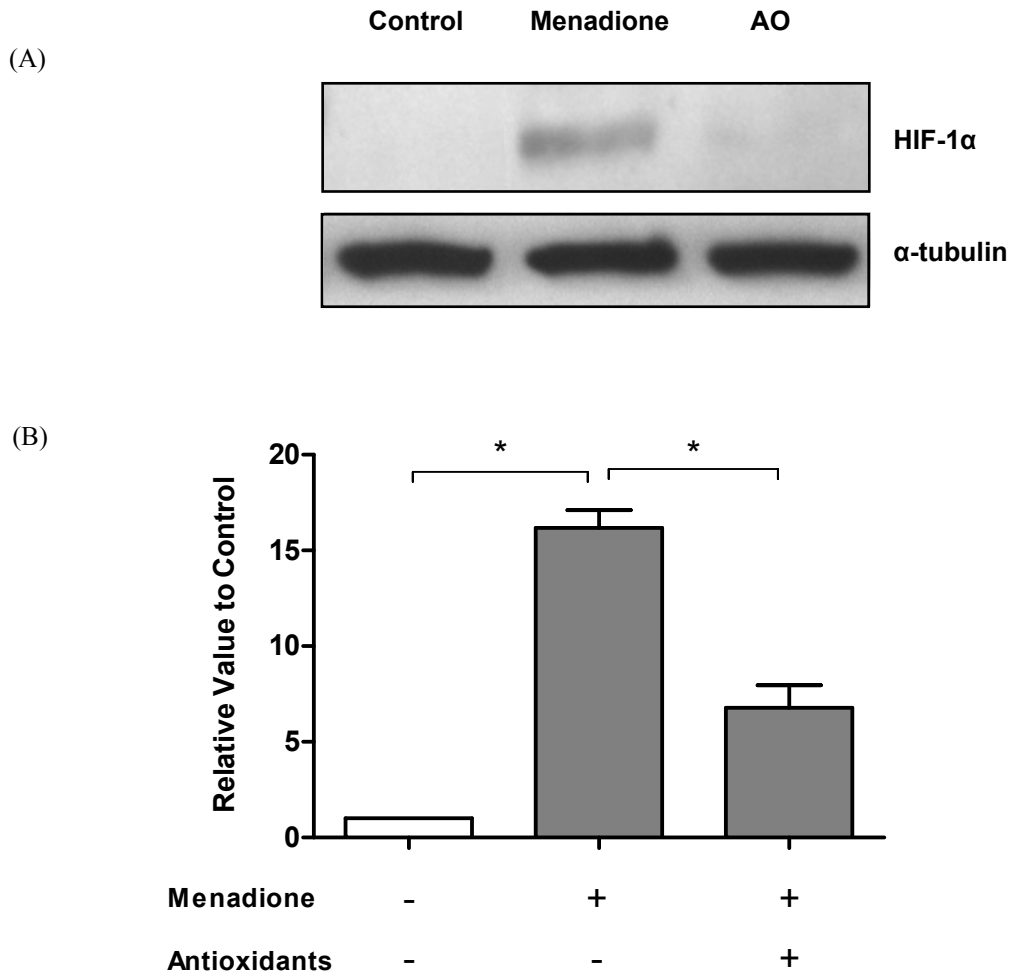 Control Menadione AO
(A)
HIF-1α
α-tubulin
(B)
* *
20
15
10
5
0
Relative Value to Control
Menadione - + +
Antioxidants - - +